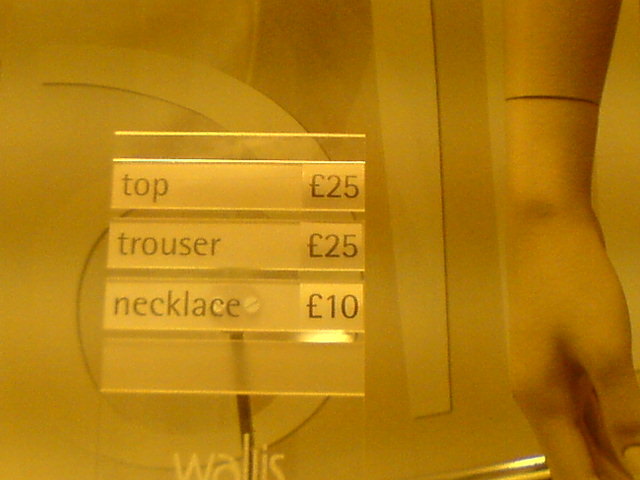 top £25
trouser £25
necklace £10
wallis